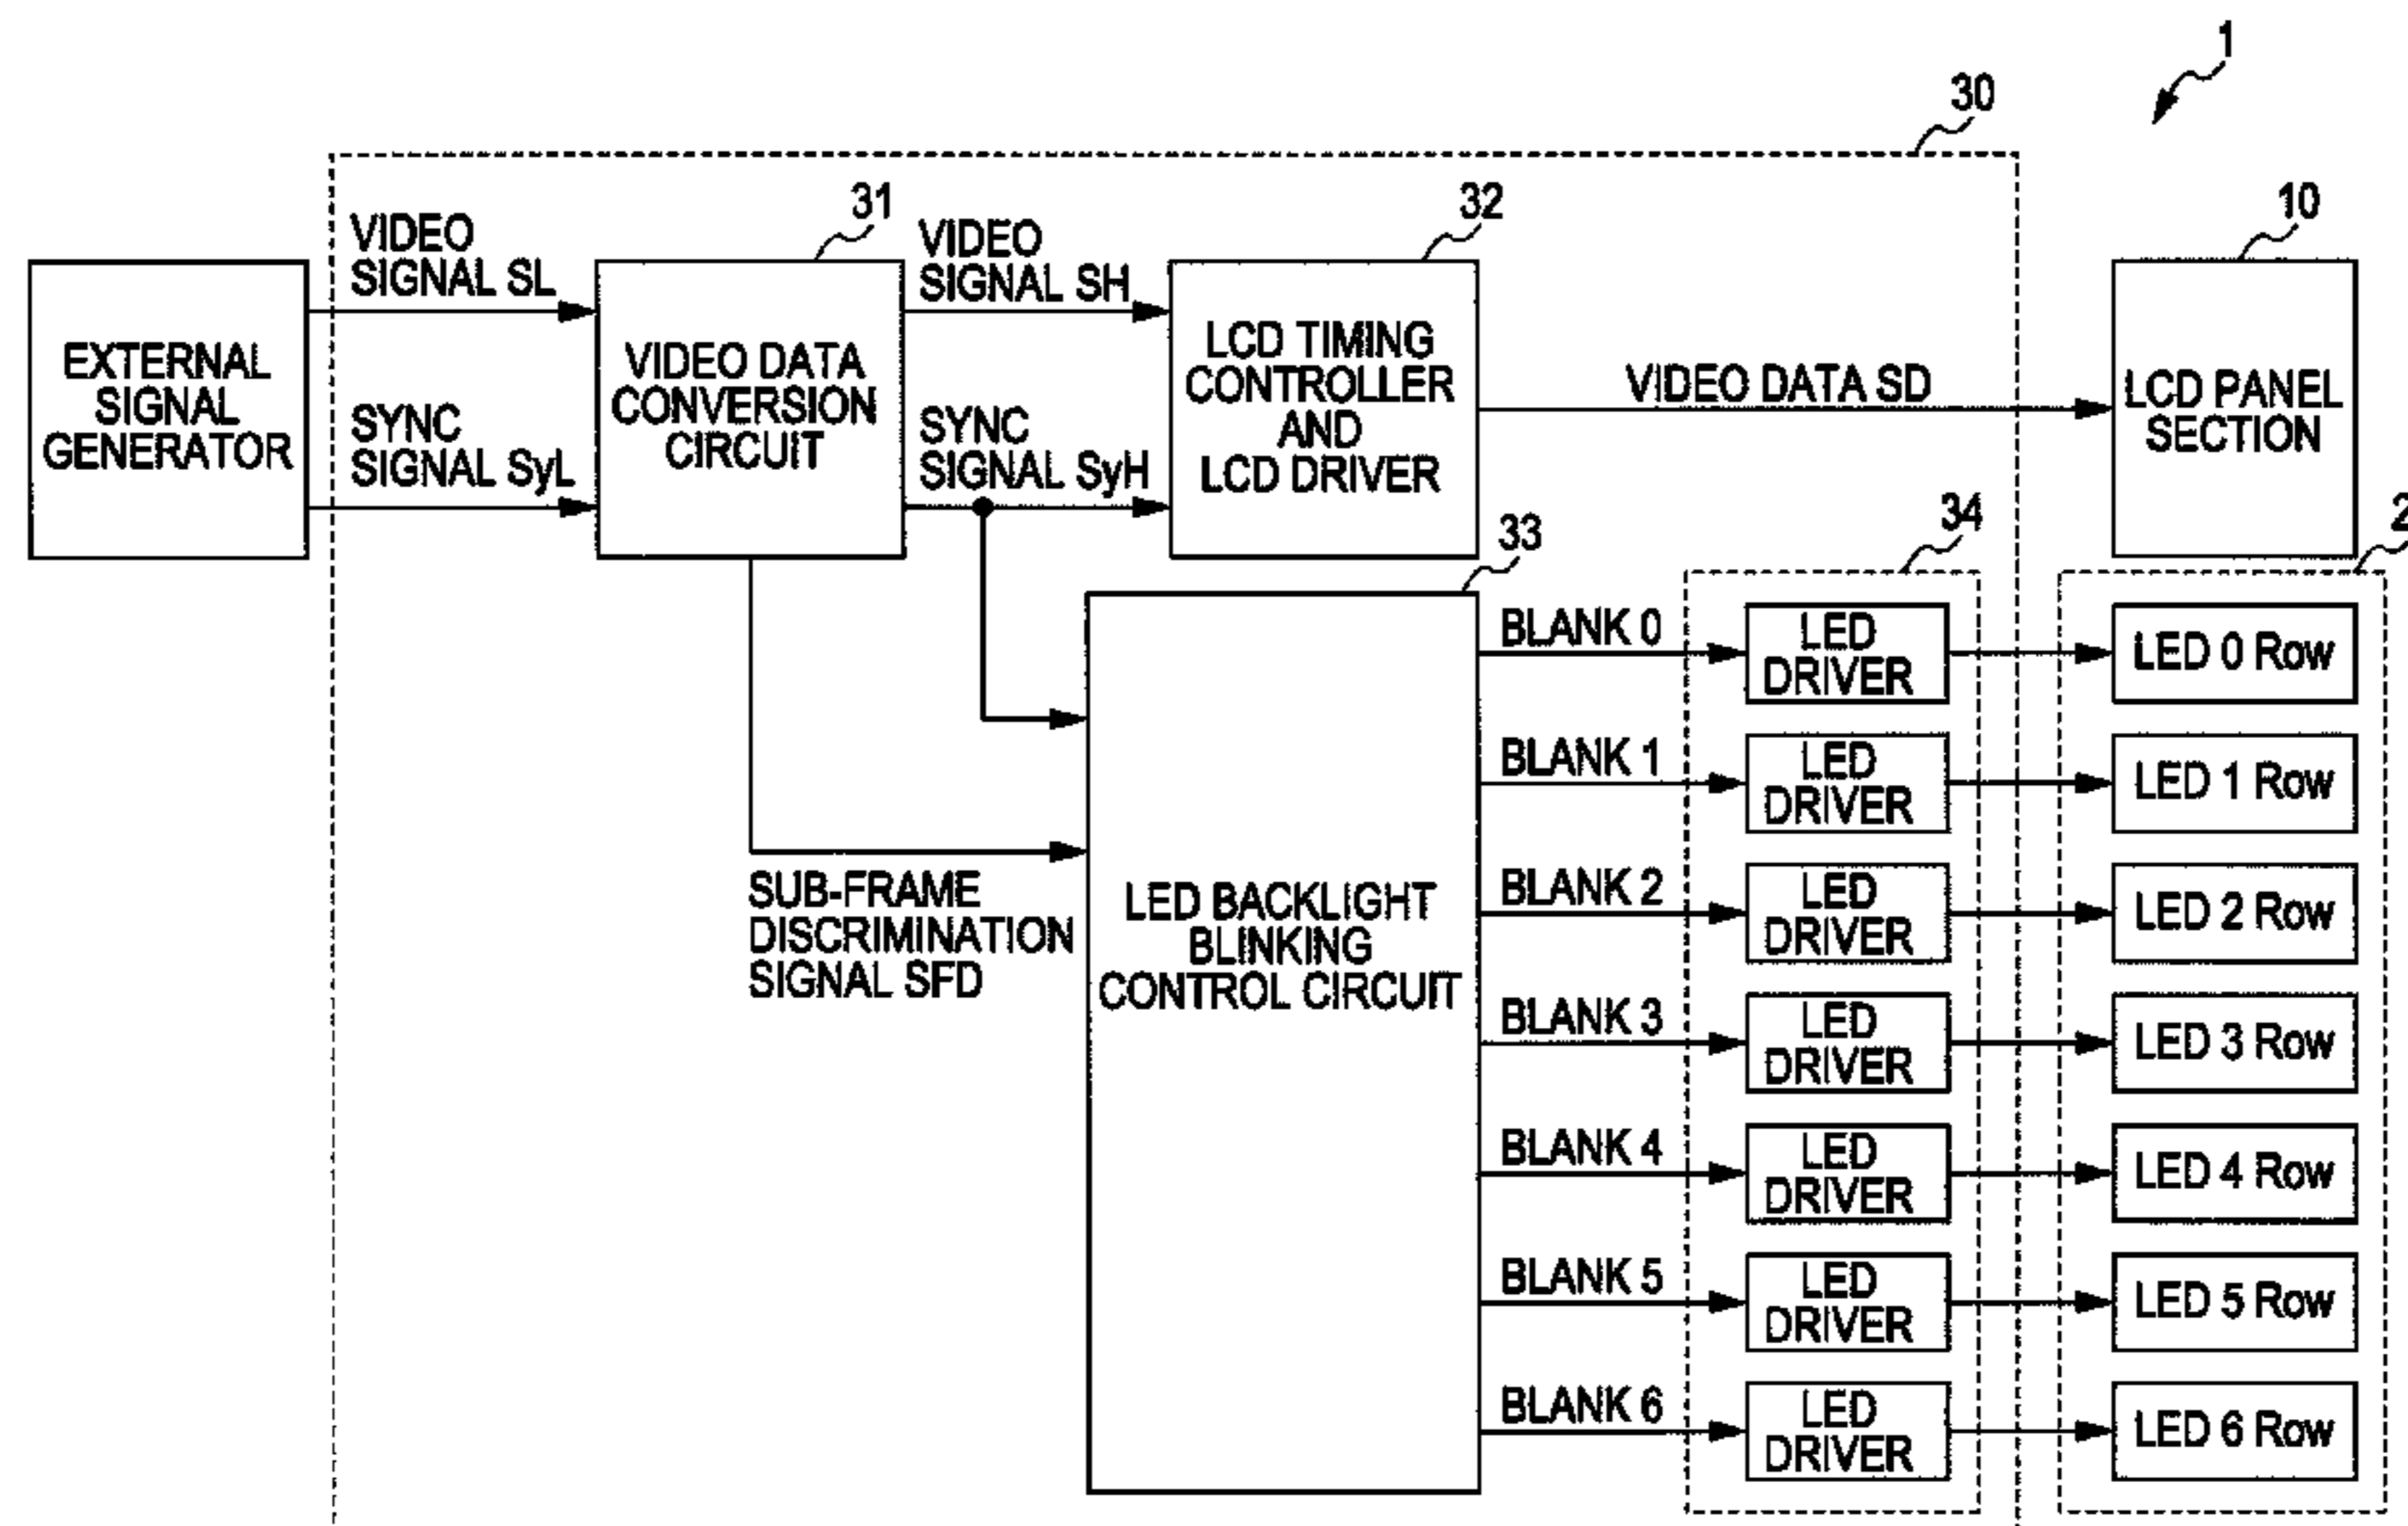 1
30
31
32
10
VIDEO
SIGNAL SL
VIDEO
SIGNAL SH
EXTERNAL
SIGNAL
GENERATOR
VIDEO DATA
CONVERSION
CIRCUIT
LCD TIMING
CONTROLLER
AND
LCD DRIVER
VIDEO DATA SD
LCD PANEL
SECTION
SYNC
SIGNAL SyL
SYNC
SIGNAL SyH
33
34
2
SUB-FRAME
DISCRIMINATION
SIGNAL SFD
LED BACKLIGHT
BLINKING
CONTROL CIRCUIT
BLANK 0
LED
DRIVER
LED 0 Row
BLANK 1
LED
DRIVER
LED 1 Row
BLANK 2
LED
DRIVER
LED 2 Row
BLANK 3
LED
DRIVER
LED 3 Row
BLANK 4
LED
DRIVER
LED 4 Row
BLANK 5
LED
DRIVER
LED 5 Row
BLANK 6
LED
DRIVER
LED 6 Row